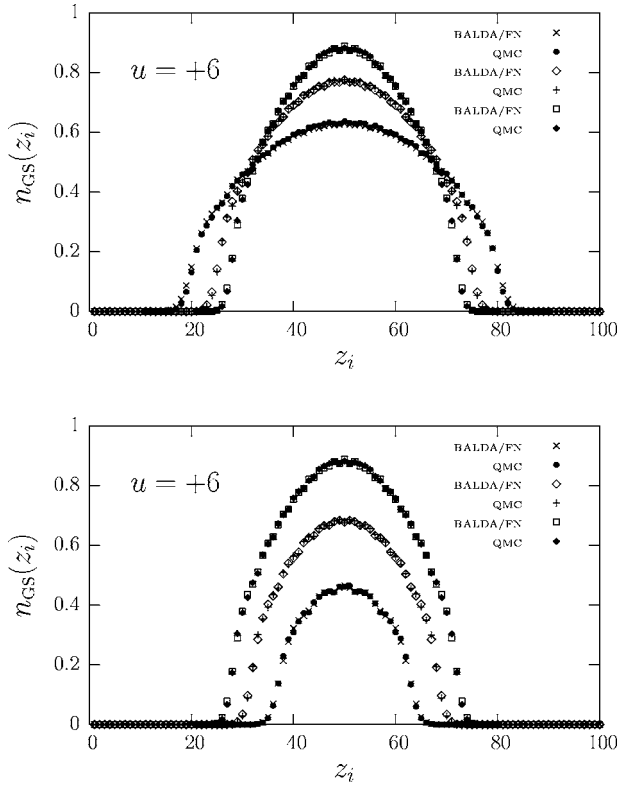 1
0.8
0.6
0.4
0.2
0
n_GS(z_i)
u = +6
BALDA/FN
QMC
BALDA/FN
QMC
BALDA/FN
QMC
0 20 40 60 80 100
z_i
1
0.8
0.6
0.4
0.2
0
n_GS(z_i)
u = +6
BALDA/FN
QMC
BALDA/FN
QMC
BALDA/FN
QMC
0 20 40 60 80 100
z_i